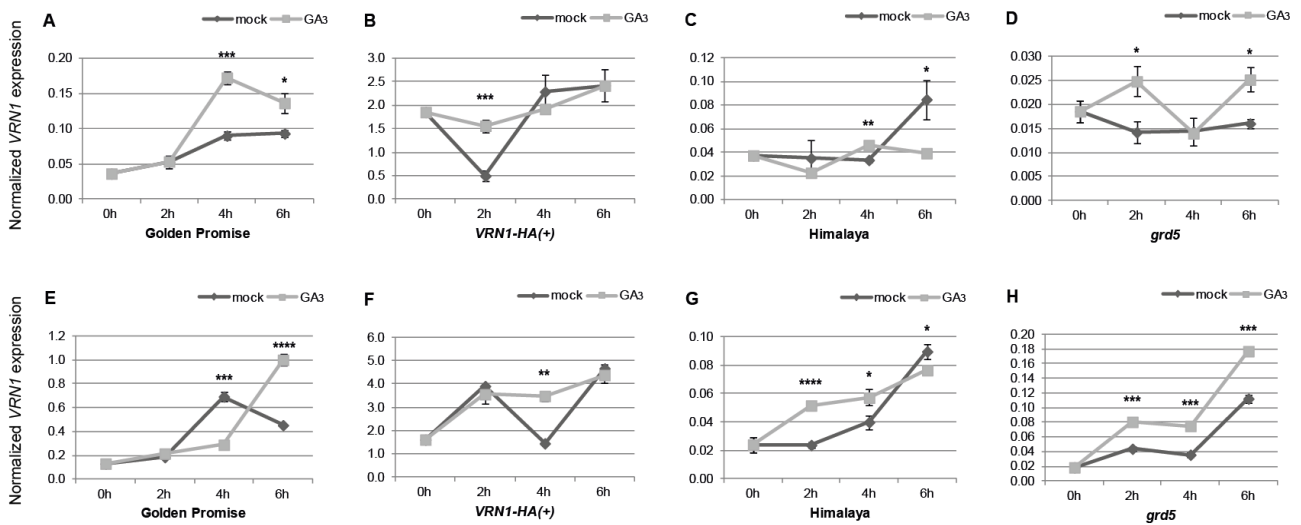 A
mock GA3
Normalized VRN1 expression
0.20
***
0.15
*
0.10
0.05
0.00
0h 2h 4h 6h
Golden Promise
B
mock GA3
3.0
2.5
***
2.0
1.5
1.0
0.5
0.0
0h 2h 4h 6h
VRN1-HA(+)
C
mock GA3
0.12
0.10
*
0.08
0.06
**
0.04
0.02
0.00
0h 2h 4h 6h
Himalaya
D
mock GA3
0.030
* *
0.025
0.020
0.015
0.010
0.005
0.000
0h 2h 4h 6h
grd5
E
mock GA3
Normalized VRN1 expression
1.2
****
1.0
***
0.8
0.6
0.4
0.2
0.0
0h 2h 4h 6h
Golden Promise
F
mock GA3
6.0
5.0
**
4.0
3.0
2.0
1.0
0.0
0h 2h 4h 6h
VRN1-HA(+)
G
mock GA3
*
0.10
0.08
**** *
0.06
0.04
0.02
0.00
0h 2h 4h 6h
Himalaya
H
mock GA3
0.20
***
0.18
0.16
0.14
0.12
*** ***
0.10
0.08
0.06
0.04
0.02
0.00
0h 2h 4h 6h
grd5